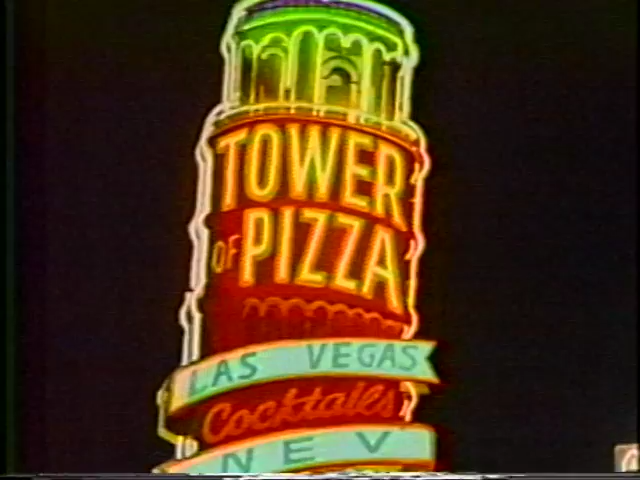 TOWER
OF PIZZA
LAS VEGAS
Cocktails
NEV